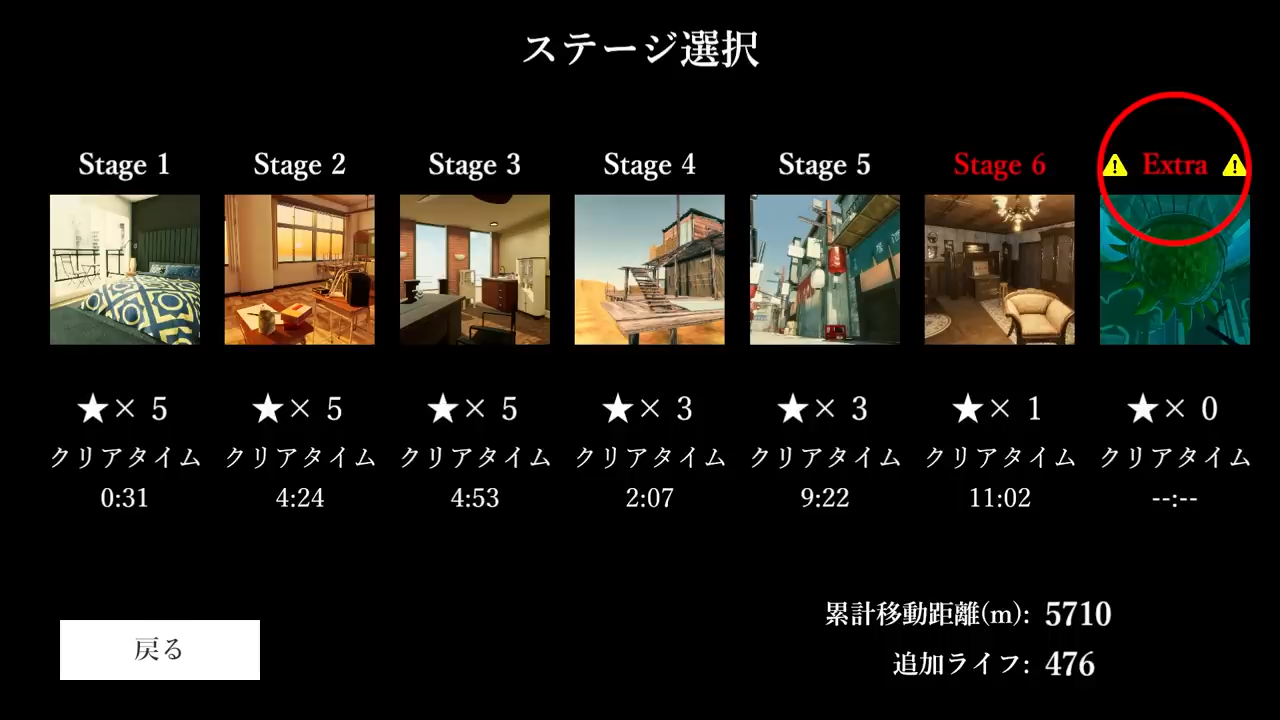 ステージ選択
Stage 1 Stage 2 Stage 3 Stage 4 Stage 5 Stage 6 ⚠ Extra ⚠
★× 5 ★× 5 ★× 5 ★× 3 ★× 3 ★× 1 ★× 0
クリアタイム クリアタイム クリアタイム クリアタイム クリアタイム クリアタイム クリアタイム
0:31 4:24 4:53 2:07 9:22 11:02 --:--
累計移動距離(m): 5710
戻る
追加ライフ: 476